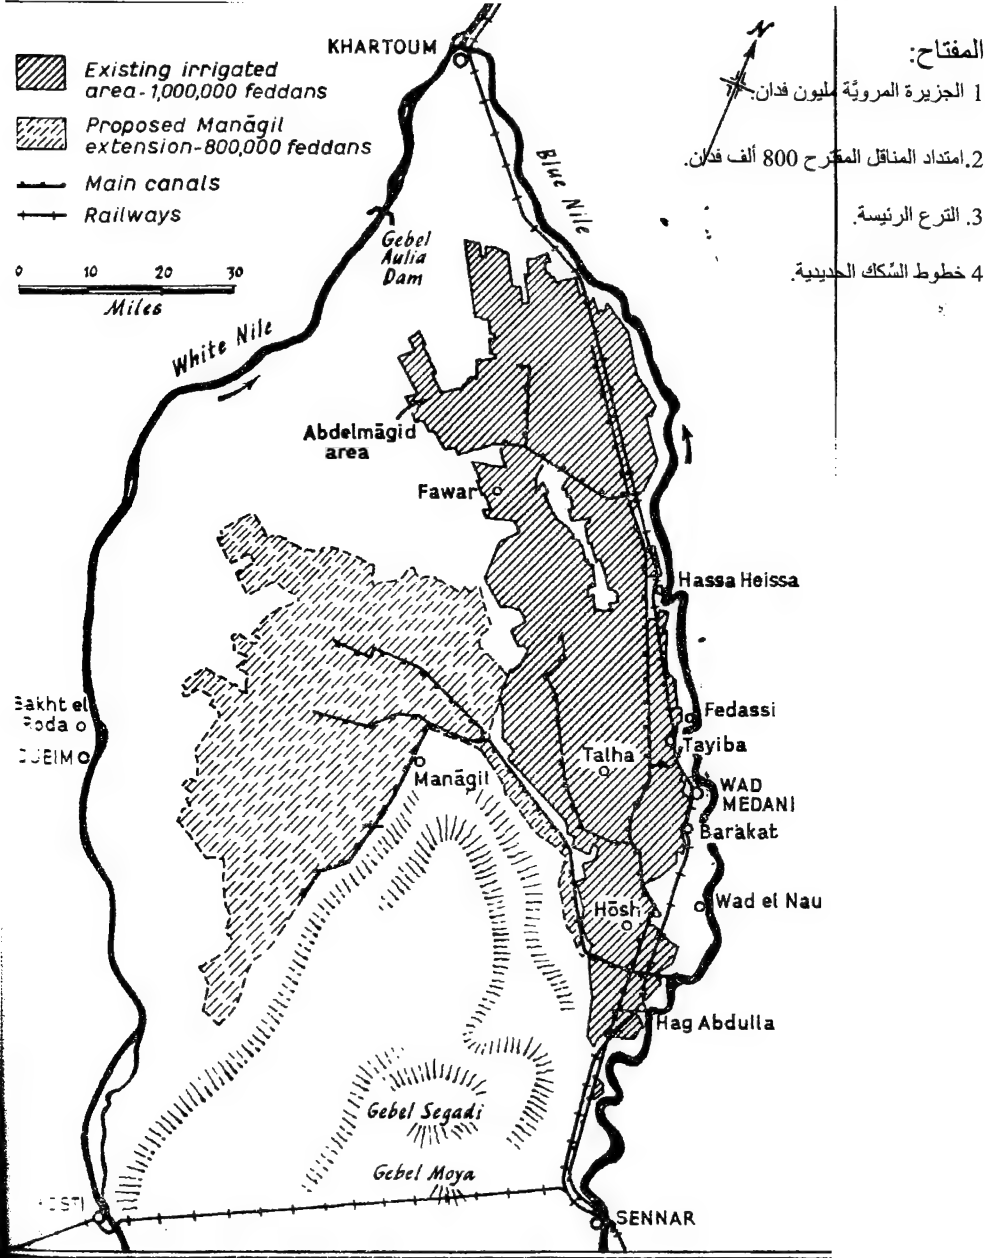 KHARTOUM
N
Existing irrigated
area-1,000,000 feddans
Proposed Manāgil
extension-800,000 feddans
Main canals
Railways
0 10 20 30
Miles
المفتاح:
1 الجزيرة المرويَّة مليون فدان.
2.امتداد المناقل المقترح 800 ألف فدان.
3. الترع الرئيسة.
4 خطوط السِّكك الحديدية.
Blue Nile
Gebel
Aulia
Dam
White Nile
Abdelmāgid
area
Fawar
Hassa Heissa
Bakht el
Roda
Fedassi
Tayiba
Talha
Manāgil
WAD
MEDANI
Barakat
Hōsh
Wad el Nau
Hag Abdulla
Gebel Segadi
Gebel Moya
SENNAR